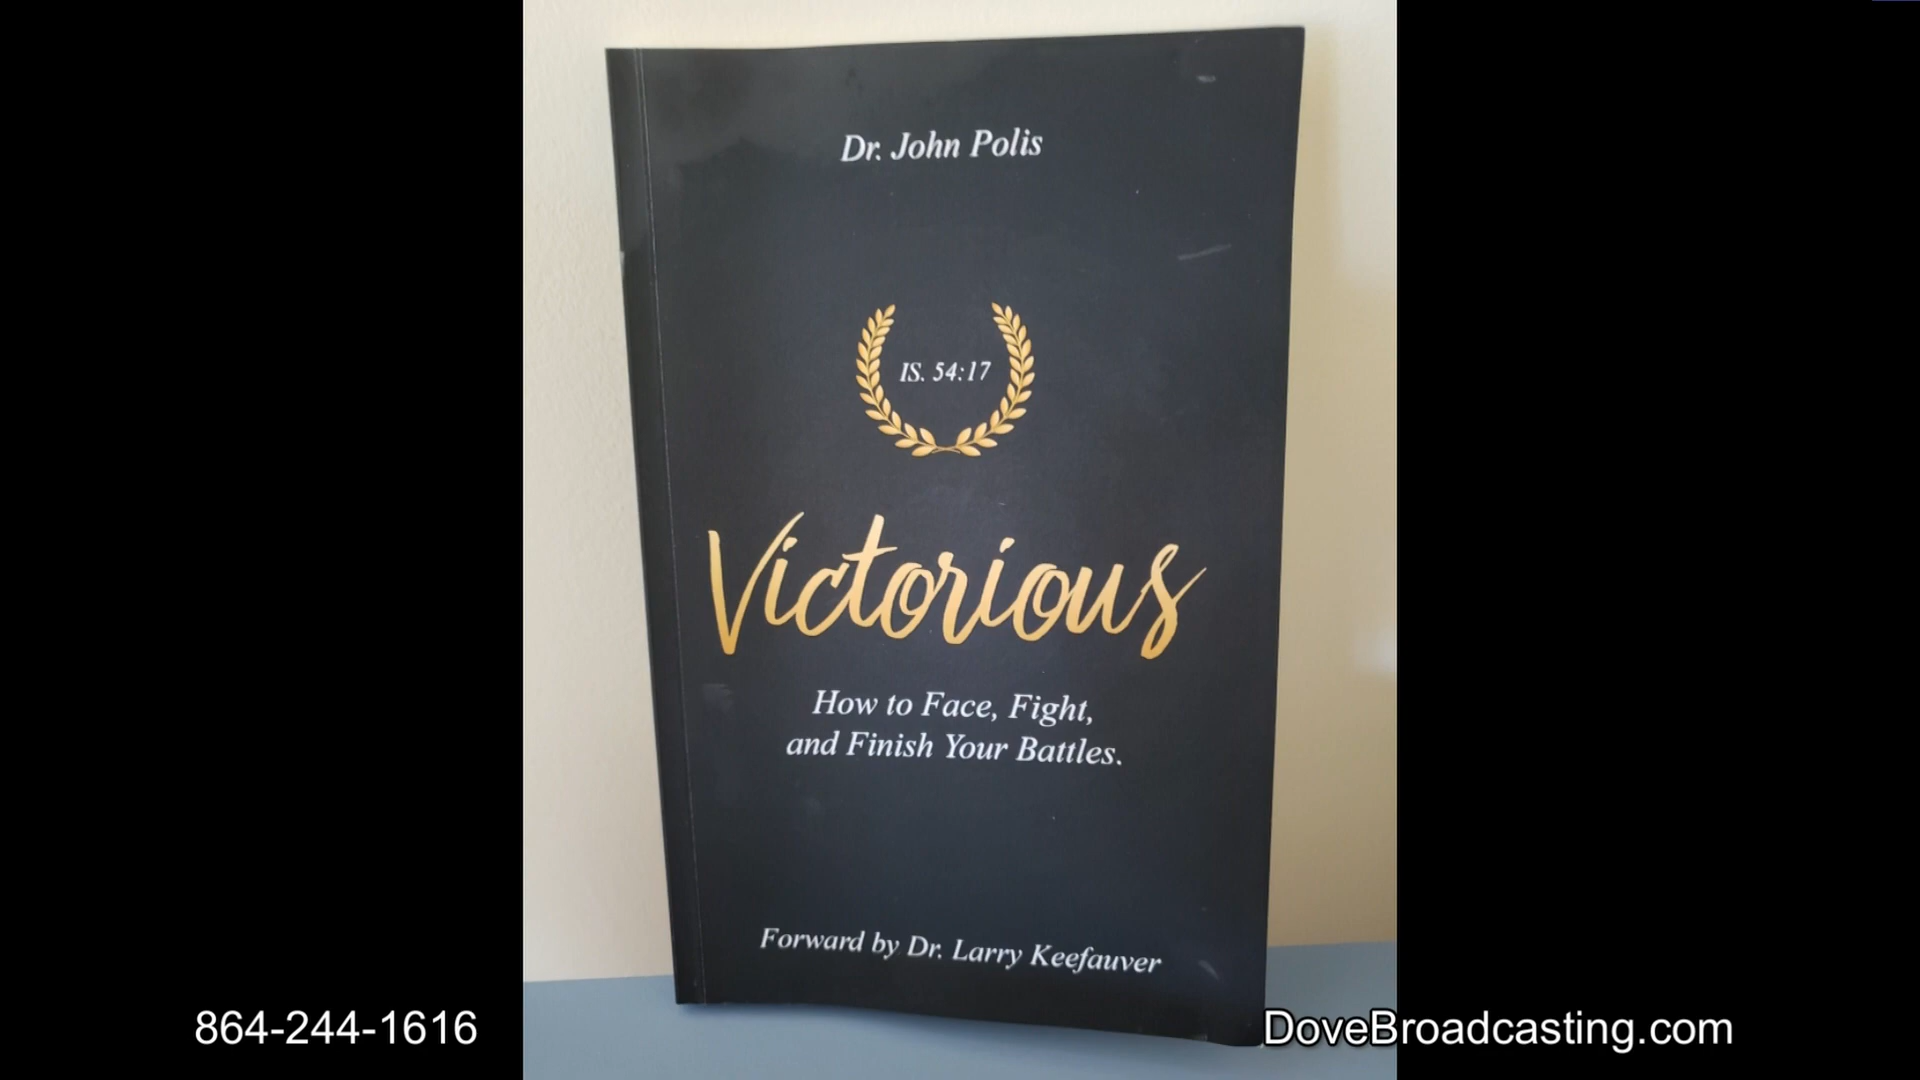 Dr. John Polis
IS. 54:17
Victorious
How to Face, Fight,
and Finish Your Battles.
Forward by Dr. Larry Keefauver
864-244-1616
DoveBroadcasting.com